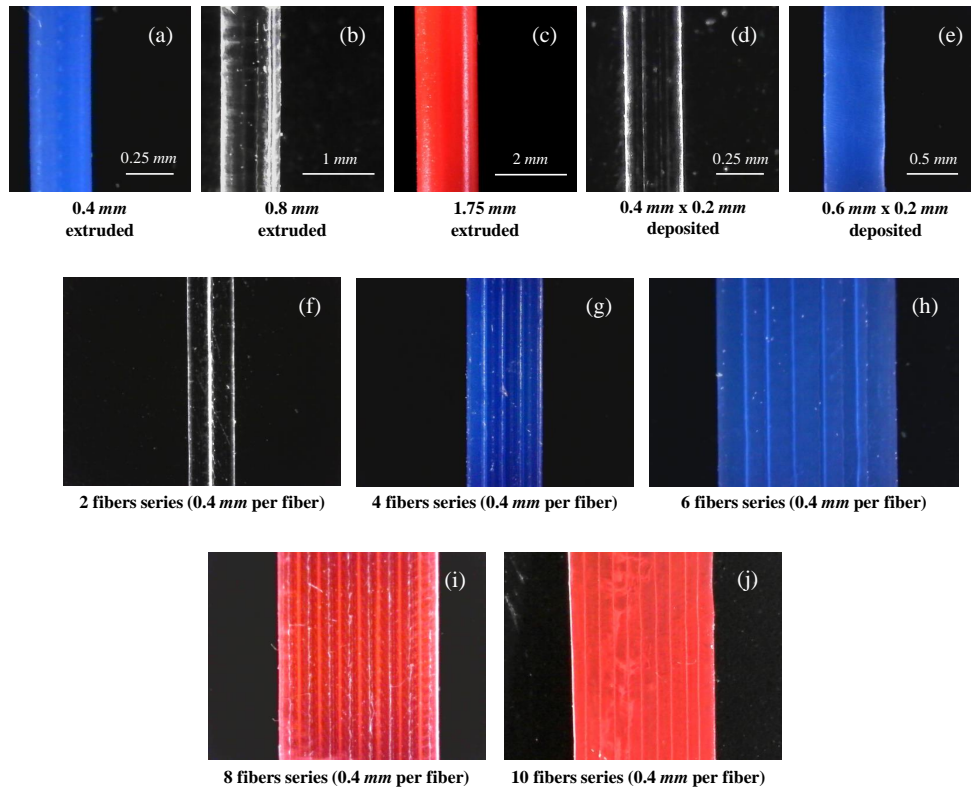 (a) (b) (c) (d) (e)
0.25 mm 1 mm 2 mm 0.25 mm 0.5 mm
0.4 mm 0.8 mm 1.75 mm 0.4 mm x 0.2 mm 0.6 mm x 0.2 mm
extruded extruded extruded deposited deposited
(f) (g) (h)
2 fibers series (0.4 mm per fiber) 4 fibers series (0.4 mm per fiber) 6 fibers series (0.4 mm per fiber)
(i) (j)
8 fibers series (0.4 mm per fiber) 10 fibers series (0.4 mm per fiber)